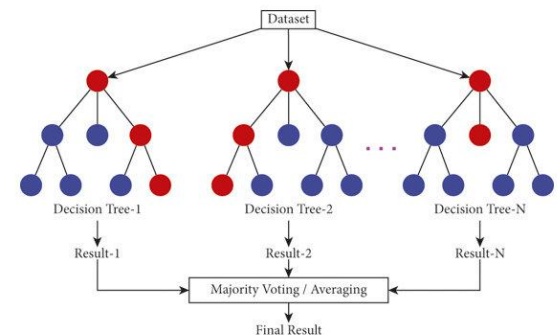 Dataset
. . .
Decision Tree-1
Decision Tree-2
Decision Tree-N
Result-1
Result-2
Result-N
Majority Voting / Averaging
Final Result